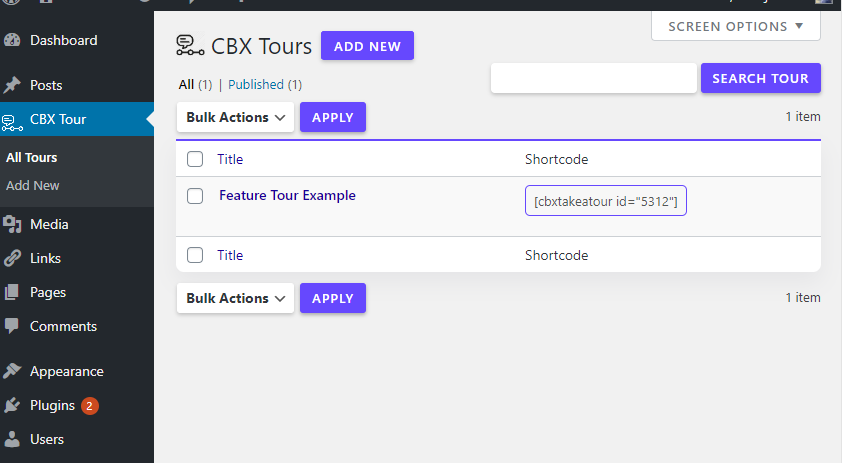 Dashboard
Posts
CBX Tour
All Tours
Add New
Media
Links
Pages
Comments
Appearance
Plugins 2
Users
SCREEN OPTIONS
CBX Tours ADD NEW
All (1) | Published (1)
SEARCH TOUR
Bulk Actions APPLY 1 item
Title Shortcode
Feature Tour Example [cbxtakeatour id="5312"]
Title Shortcode
Bulk Actions APPLY 1 item